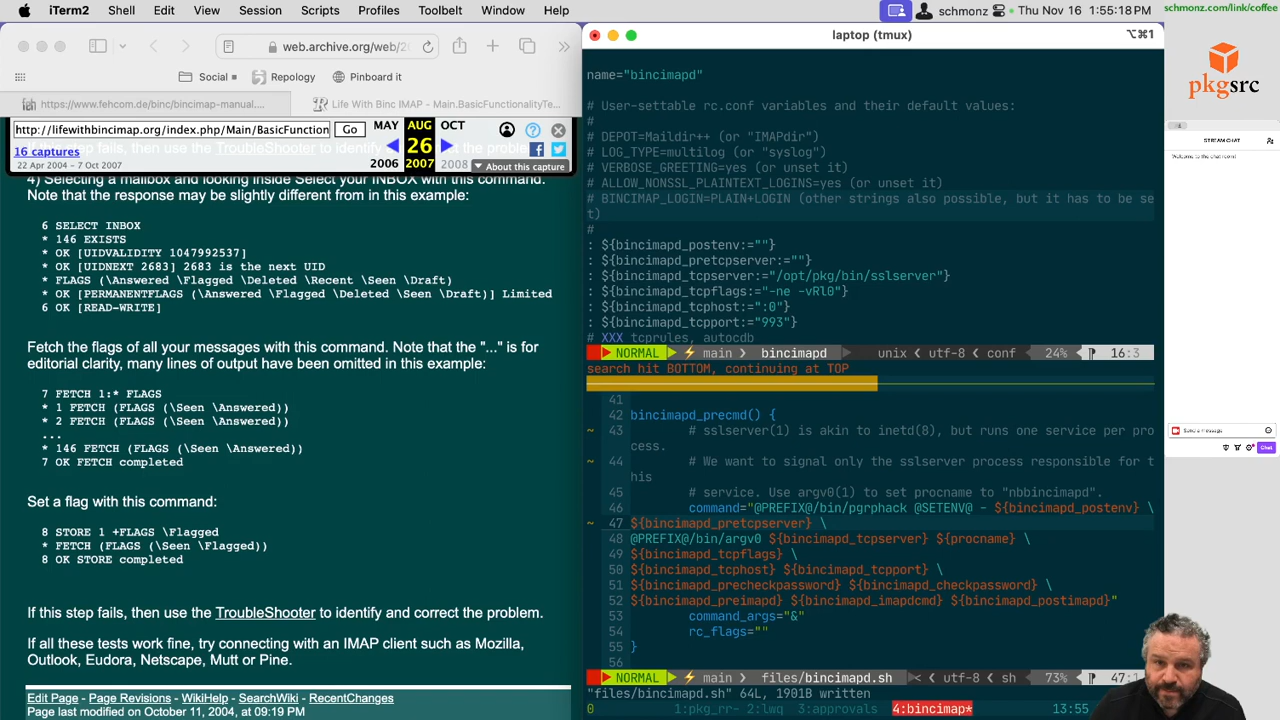 iTerm2 Shell Edit View Session Scripts Profiles Toolbelt Window Help schmonz Thu Nov 16 1:55:18 PM schmonz.com/link/coffee
web.archive.org/web/20
Social Repology Pinboard it
https://www.fehcom.de/binc/bincimap-manual....
Life With Binc IMAP - Main.BasicFunctionalityTe...
http://lifewithbincimap.org/index.php/Main/BasicFunction Go
MAY AUG OCT
16 captures
26
22 Apr 2004 – 7 Oct 2007
2006 2007 2008
About this capture
If this step fails, then use the TroubleShooter to identify
4) Selecting a mailbox and looking inside Select your INBOX with this command.
Note that the response may be slightly different from in this example:
6 SELECT INBOX
* 146 EXISTS
* OK [UIDVALIDITY 1047992537]
* OK [UIDNEXT 2683] 2683 is the next UID
* FLAGS (\Answered \Flagged \Deleted \Recent \Seen \Draft)
* OK [PERMANENTFLAGS (\Answered \Flagged \Deleted \Seen \Draft)] Limited
6 OK [READ-WRITE]
Fetch the flags of all your messages with this command. Note that the "..." is for
editorial clarity, many lines of output have been omitted in this example:
7 FETCH 1:* FLAGS
* 1 FETCH (FLAGS (\Seen \Answered))
* 2 FETCH (FLAGS (\Seen \Answered))
...
* 146 FETCH (FLAGS (\Seen \Answered))
7 OK FETCH completed
Set a flag with this command:
8 STORE 1 +FLAGS \Flagged
* FETCH (FLAGS (\Seen \Flagged))
8 OK STORE completed
If this step fails, then use the TroubleShooter to identify and correct the problem.
If all these tests work fine, try connecting with an IMAP client such as Mozilla,
Outlook, Eudora, Netscape, Mutt or Pine.
Edit Page - Page Revisions - WikiHelp - SearchWiki - RecentChanges
Page last modified on October 11, 2004, at 09:19 PM
laptop (tmux) ⌥⌘1
name="bincimapd"
# User-settable rc.conf variables and their default values:
#
# DEPOT=Maildir++ (or "IMAPdir")
# LOG_TYPE=multilog (or "syslog")
# VERBOSE_GREETING=yes (or unset it)
# ALLOW_NONSSL_PLAINTEXT_LOGINS=yes (or unset it)
# BINCIMAP_LOGIN=PLAIN+LOGIN (other strings also possible, but it has to be se
t)
#
: ${bincimapd_postenv:=""}
: ${bincimapd_pretcpserver:=""}
: ${bincimapd_tcpserver:="/opt/pkg/bin/sslserver"}
: ${bincimapd_tcpflags:="-ne -vRl0"}
: ${bincimapd_tcphost:=":0"}
: ${bincimapd_tcpport:="993"}
# XXX tcprules, autocdb
NORMAL main bincimapd unix utf-8 conf 24% 16:3
search hit BOTTOM, continuing at TOP
41
42 bincimapd_precmd() {
~ 43 # sslserver(1) is akin to inetd(8), but runs one service per pro
cess.
~ 44 # We want to signal only the sslserver process responsible for t
his
45 # service. Use argv0(1) to set procname to "nbbincimapd".
46 command="@PREFIX@/bin/pgrphack @SETENV@ - ${bincimapd_postenv} \
~ 47 ${bincimapd_pretcpserver} \
48 @PREFIX@/bin/argv0 ${bincimapd_tcpserver} ${procname} \
49 ${bincimapd_tcpflags} \
50 ${bincimapd_tcphost} ${bincimapd_tcpport} \
51 ${bincimapd_precheckpassword} ${bincimapd_checkpassword} \
52 ${bincimapd_preimapd} ${bincimapd_imapdcmd} ${bincimapd_postimapd}"
53 command_args="&"
54 rc_flags=""
55 }
56
NORMAL main files/bincimapd.sh < utf-8 sh 73% 47:1
"files/bincimapd.sh" 64L, 1901B written
0 1:pkg_rr- 2:lwq 3:approvals 4:bincimap* 13:55
pkgsrc
STREAM CHAT
Welcome to the chat room!
Send a message
Chat